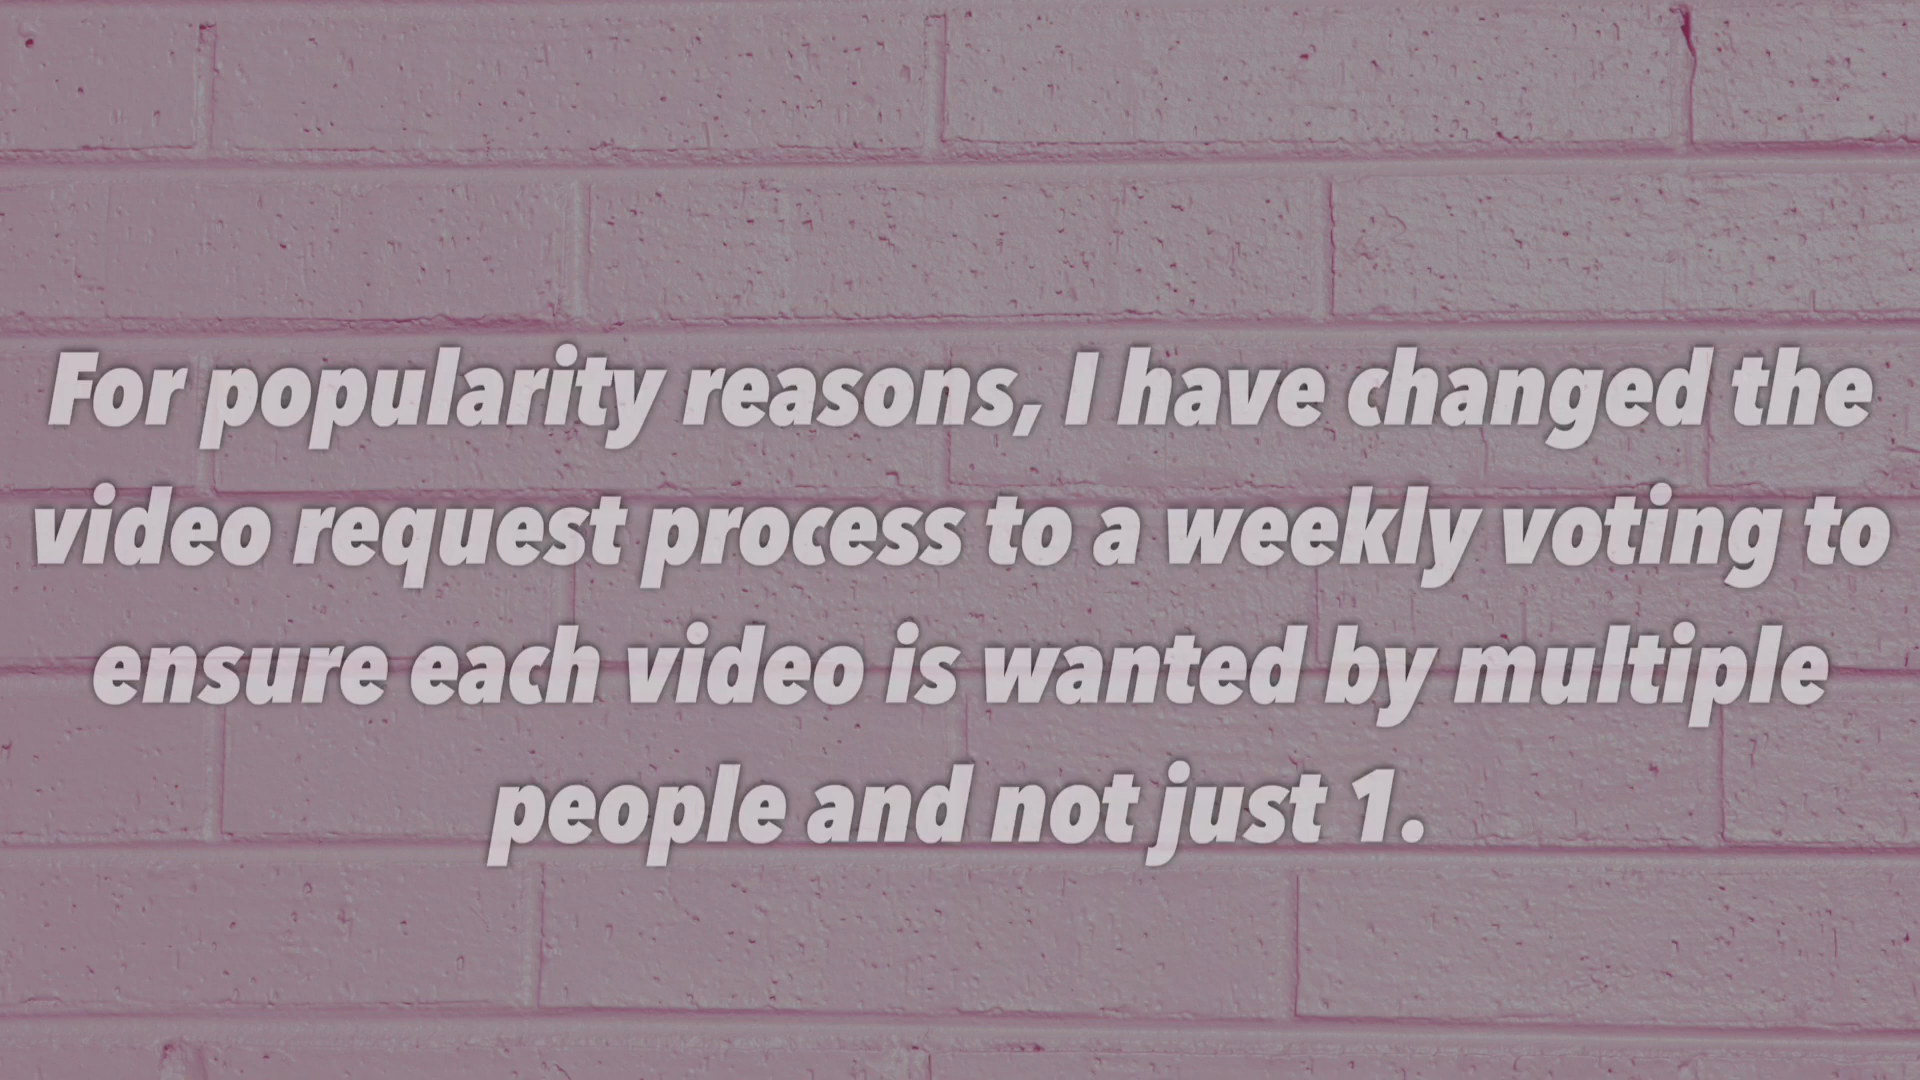 For popularity reasons, I have changed the
video request process to a weekly voting to
ensure each video is wanted by multiple
people and not just 1.